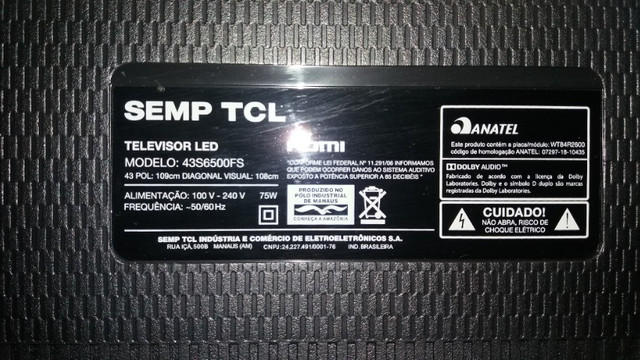 SEMP TCL
TELEVISOR LED
MODELO: 43S6500FS
43 POL: 109cm DIAGONAL VISUAL: 108cm
ALIMENTAÇÃO: 100 V - 240 V 75W
FREQUÊNCIA: ~50/60Hz
HDMI
"CONFORME LEI FEDERAL Nº 11.291/06 INFORMAMOS
QUE PODEM OCORRER DANOS AO SISTEMA AUDITIVO
EXPOSTO A POTÊNCIA SUPERIOR A 85 DECIBÉIS"
PRODUZIDO NO
PÓLO INDUSTRIAL
DE MANAUS
CONHEÇA A AMAZÔNIA
SEMP TCL INDÚSTRIA E COMÉRCIO DE ELETROELETRÔNICOS S.A.
RUA IÇÁ, 500B MANAUS (AM) CNPJ: 24.227.491/0001-76 IND. BRASILEIRA
ANATEL
Este produto contém a placa/módulo: WT84R2600
código de homologação ANATEL: 07297-18-10435
DOLBY AUDIO™
Fabricado de acordo com a licença da Dolby
Laboratories. Dolby e o símbolo D duplo são marcas
registradas da Dolby Laboratories.
CUIDADO!
NÃO ABRA, RISCO DE
CHOQUE ELÉTRICO